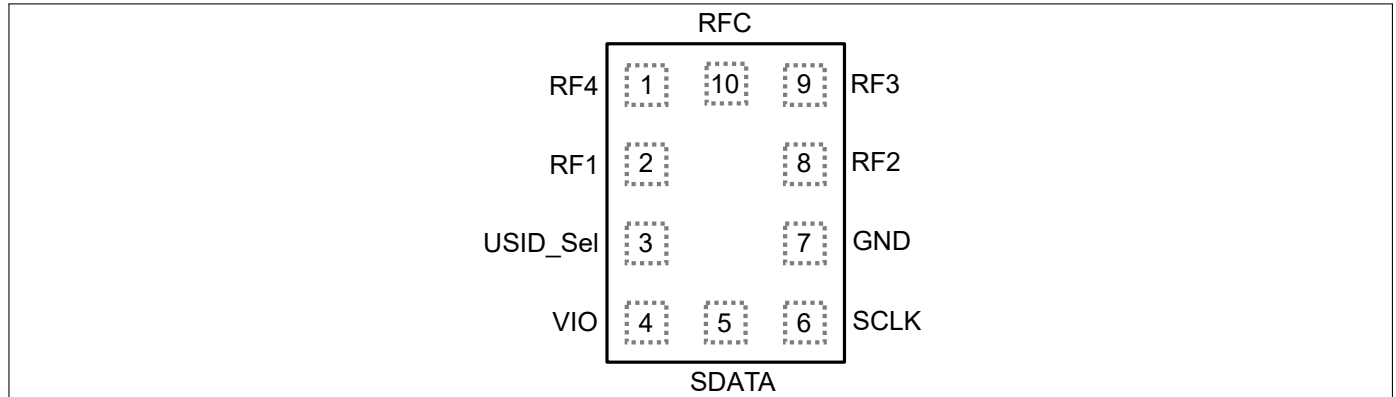 RFC
RF4 1 10 9 RF3
RF1 2 8 RF2
USID_Sel 3 7 GND
VIO 4 5 6 SCLK
SDATA